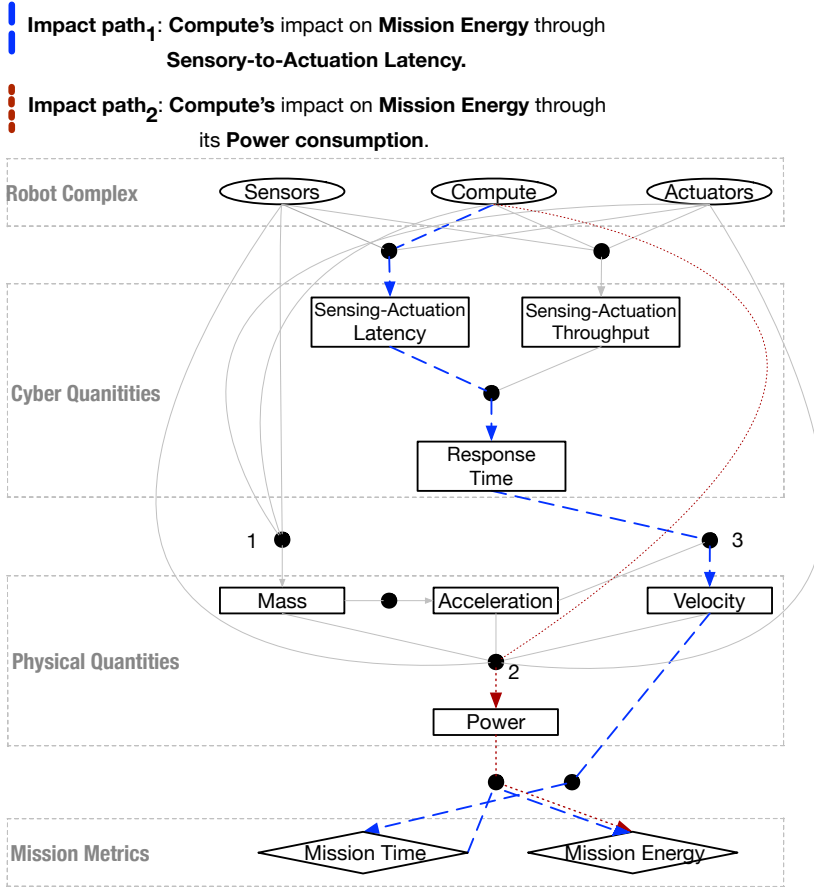 Impact path1: Compute's impact on Mission Energy through
Sensory-to-Actuation Latency.
Impact path2: Compute's impact on Mission Energy through
its Power consumption.
Robot Complex
Sensors
Compute
Actuators
Sensing-Actuation
Latency
Sensing-Actuation
Throughput
Cyber Quanitities
Response
Time
1
3
Mass
Acceleration
Velocity
Physical Quantities
2
Power
Mission Metrics
Mission Time
Mission Energy